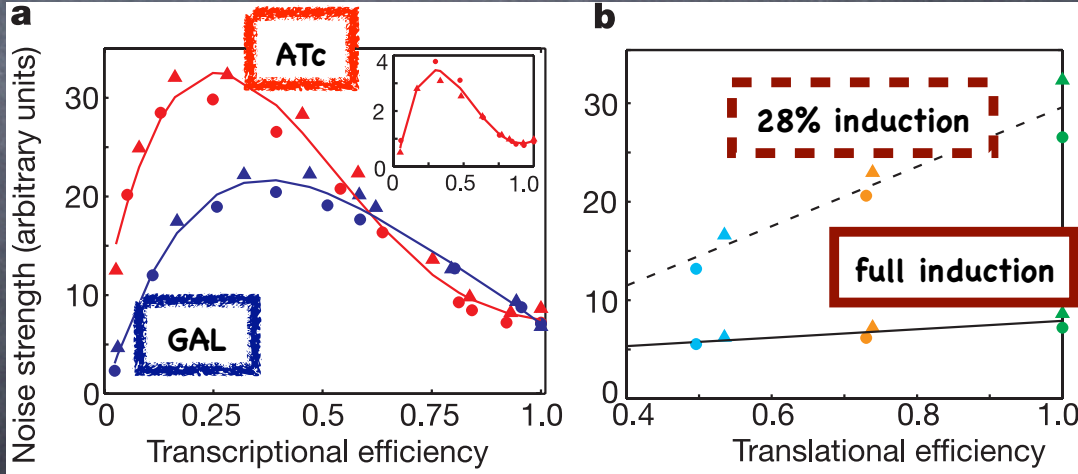 a
b
Noise strength (arbitrary units)
ATc
GAL
30
20
10
0
0
0.25
0.5
0.75
1.0
Transcriptional efficiency
4
2
0
0
0.5
1.0
28% induction
full induction
30
20
10
0
0.4
0.6
0.8
1.0
Translational efficiency